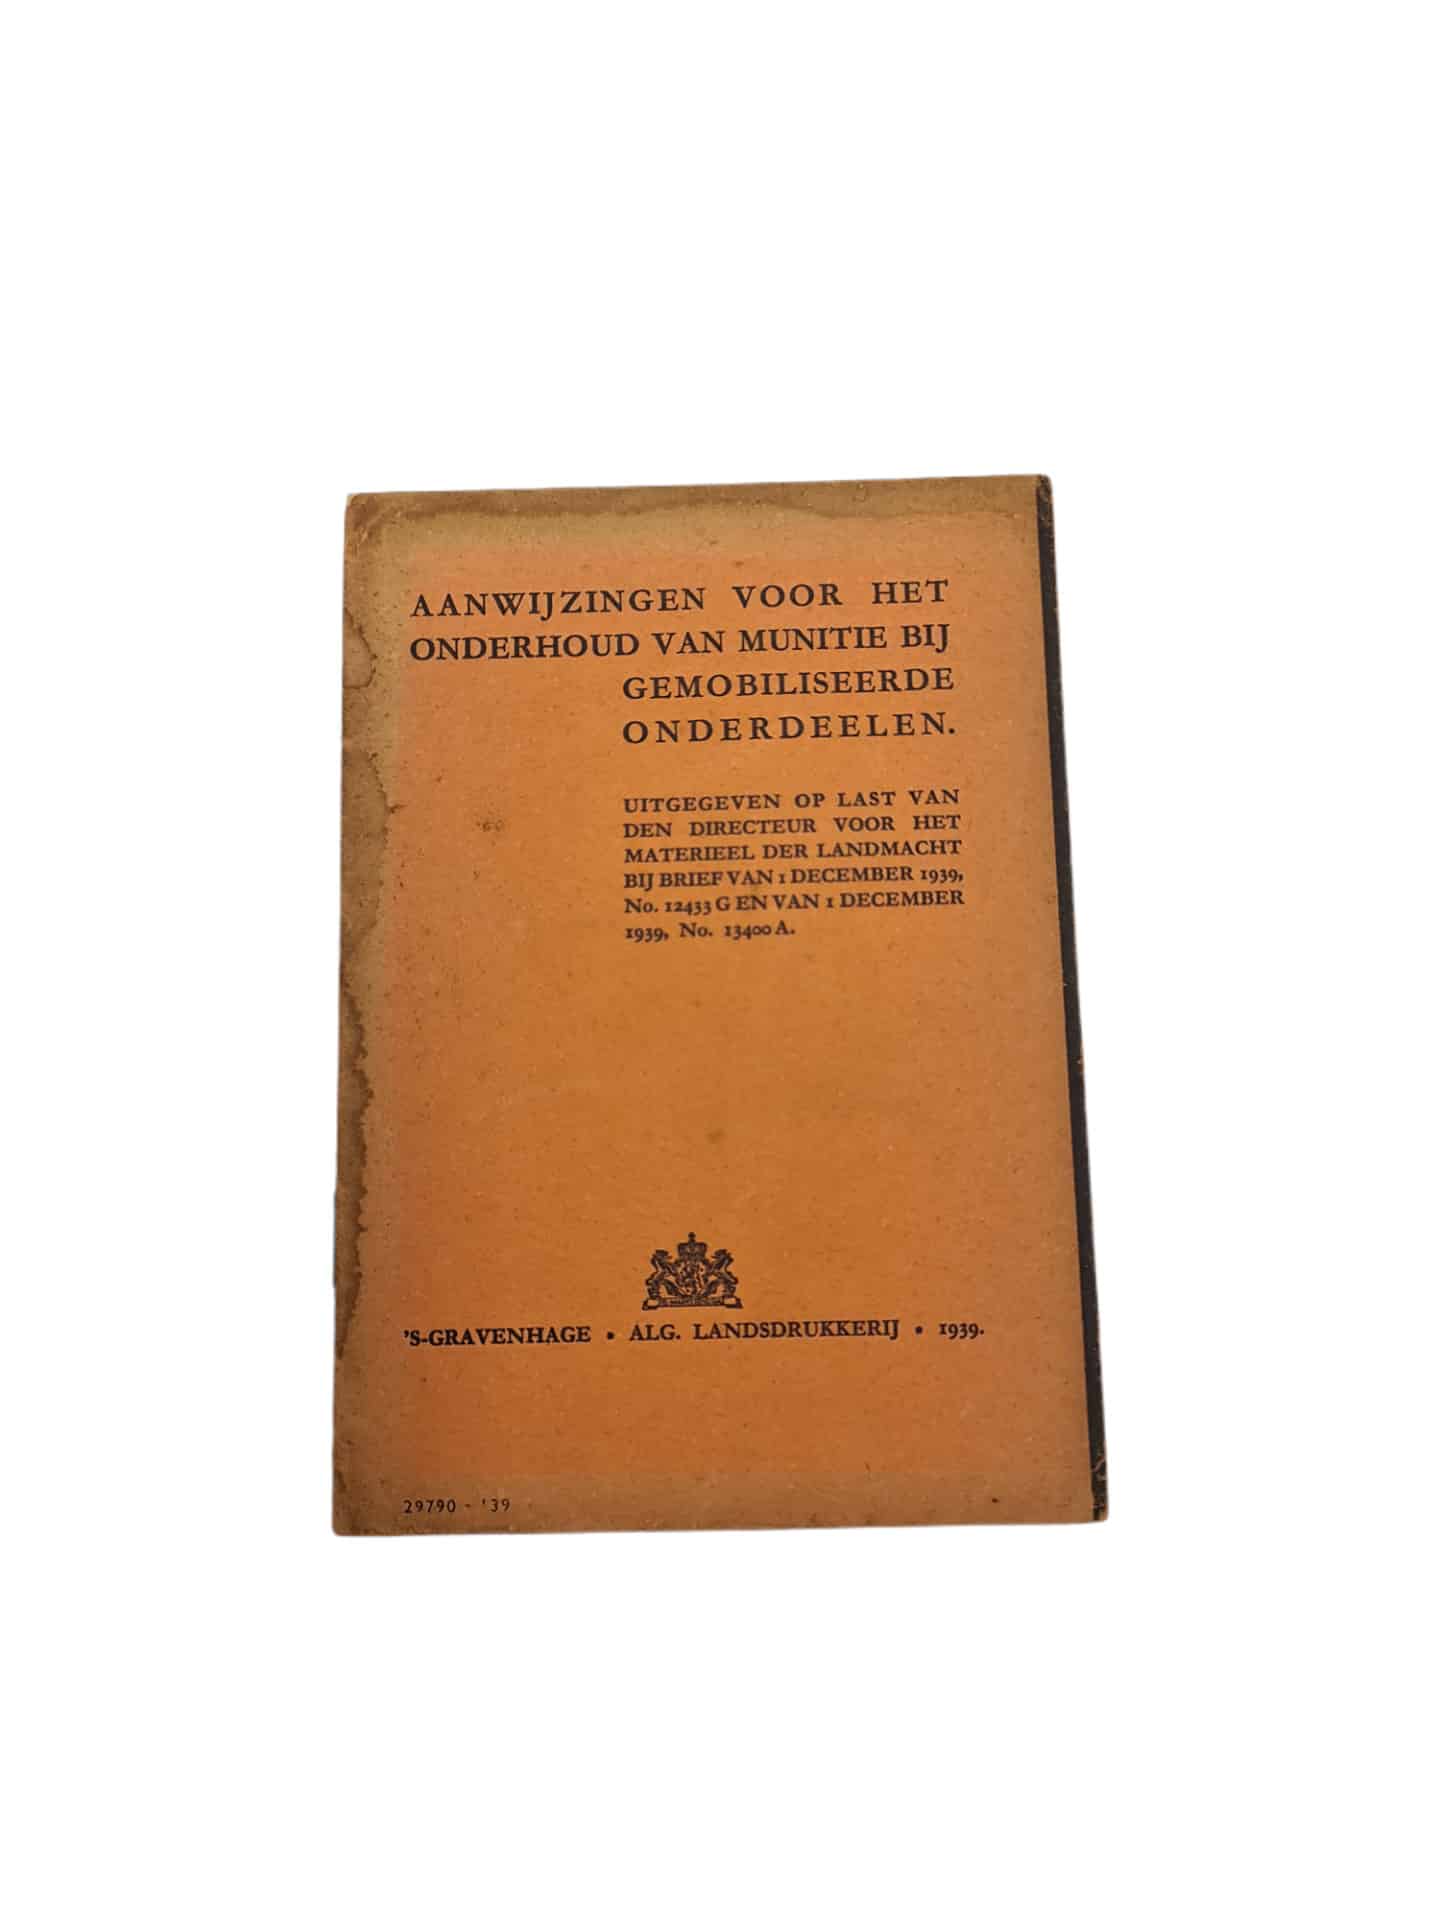 AANWIJZINGEN VOOR HET
ONDERHOUD VAN MUNITIE BIJ
GEMOBILISEERDE
ONDERDEELEN.
UITGEGEVEN OP LAST VAN
DEN DIRECTEUR VOOR HET
MATERIEEL DER LANDMACHT
BIJ BRIEF VAN 1 DECEMBER 1939,
No. 12433 G EN VAN 1 DECEMBER
1939, No. 13400 A.
'S-GRAVENHAGE • ALG. LANDSDRUKKERIJ • 1939.
29790 - '39